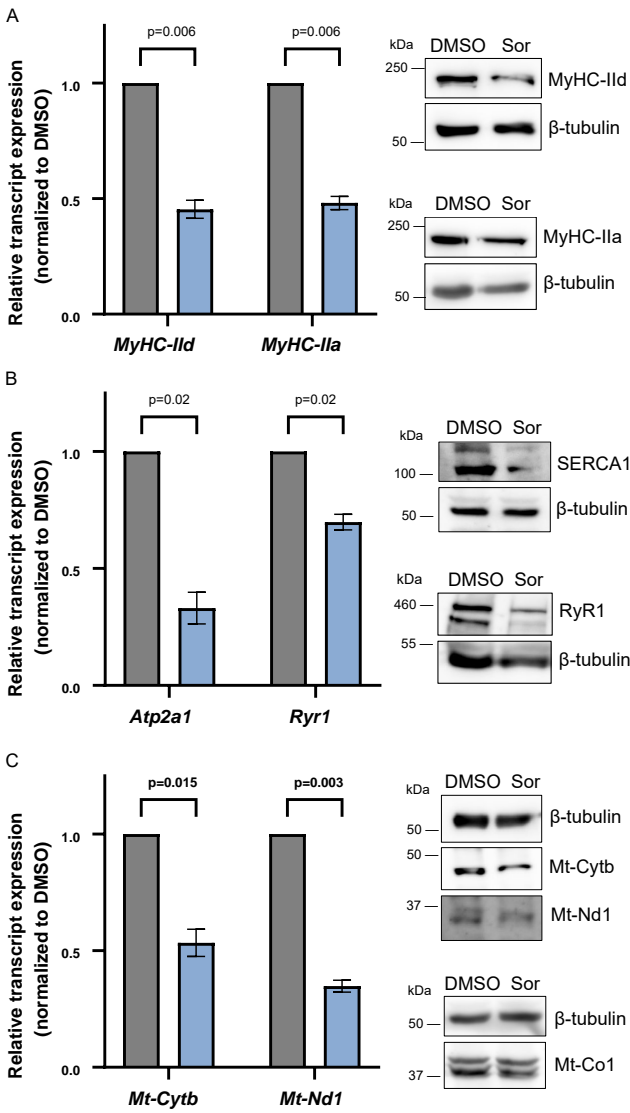 A
Relative transcript expression
(normalized to DMSO)
p=0.006
p=0.006
1.0
0.5
0.0
MyHC-IId
MyHC-IIa
kDa
DMSO Sor
250
MyHC-IId
50
β-tubulin
DMSO Sor
kDa
250
MyHC-IIa
50
β-tubulin
B
Relative transcript expression
(normalized to DMSO)
p=0.02
p=0.02
1.0
0.5
0.0
Atp2a1
Ryr1
DMSO Sor
kDa
100
SERCA1
50
β-tubulin
kDa
DMSO Sor
460
RyR1
55
β-tubulin
C
Relative transcript expression
(normalized to DMSO)
p=0.015
p=0.003
1.0
0.5
0.0
Mt-Cytb
Mt-Nd1
DMSO Sor
kDa
β-tubulin
50
50
Mt-Cytb
37
Mt-Nd1
DMSO Sor
kDa
50
β-tubulin
Mt-Co1
37